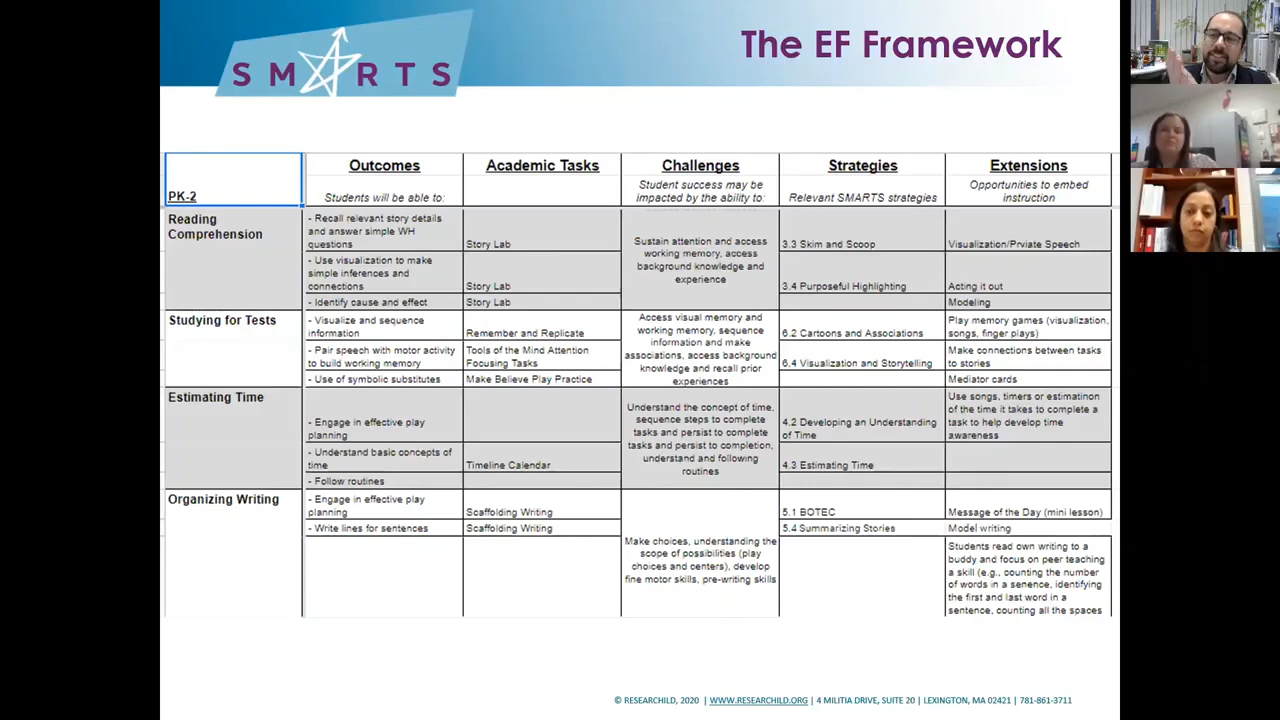 SMARTS
The EF Framework
PK-2
Outcomes
Students will be able to:
Academic Tasks
Challenges
Student success may be
impacted by the ability to:
Strategies
Relevant SMARTS strategies
Extensions
Opportunities to embed
instruction
Reading
Comprehension
- Recall relevant story details
and answer simple WH
questions
Story Lab
- Use visualization to make
simple inferences and
connections
Story Lab
- Identify cause and effect
Story Lab
Sustain attention and access
working memory, access
background knowledge and
experience
3.3 Skim and Scoop
3.4 Purposeful Highlighting
Visualization/Prviate Speech
Acting it out
Modeling
Studying for Tests
- Visualize and sequence
information
Remember and Replicate
- Pair speech with motor activity
to build working memory
Tools of the Mind Attention
Focusing Tasks
- Use of symbolic substitutes
Make Believe Play Practice
Access visual memory and
working memory, sequence
information and make
associations, access background
knowledge and recall prior
experiences
6.2 Cartoons and Associations
6.4 Visualization and Storytelling
Play memory games (visualization,
songs, finger plays)
Make connections between tasks
to stories
Mediator cards
Estimating Time
- Engage in effective play
planning
- Understand basic concepts of
time
Timeline Calendar
- Follow routines
Understand the concept of time,
sequence steps to complete
tasks and persist to complete
tasks and persist to completion,
understand and following
routines
4.2 Developing an Understanding
of Time
4.3 Estimating Time
Use songs, timers or estimatinon
of the time it takes to complete a
task to help develop time
awareness
Organizing Writing
- Engage in effective play
planning
Scaffolding Writing
- Write lines for sentences
Scaffolding Writing
Make choices, understanding the
scope of possibilities (play
choices and centers), develop
fine motor skills, pre-writing skills
5.1 BOTEC
5.4 Summarizing Stories
Message of the Day (mini lesson)
Model writing
Students read own writing to a
buddy and focus on peer teaching
a skill (e.g., counting the number
of words in a senence, identifying
the first and last word in a
sentence, counting all the spaces
© RESEARCHILD, 2020 | WWW.RESEARCHILD.ORG | 4 MILITIA DRIVE, SUITE 20 | LEXINGTON, MA 02421 | 781-861-3711